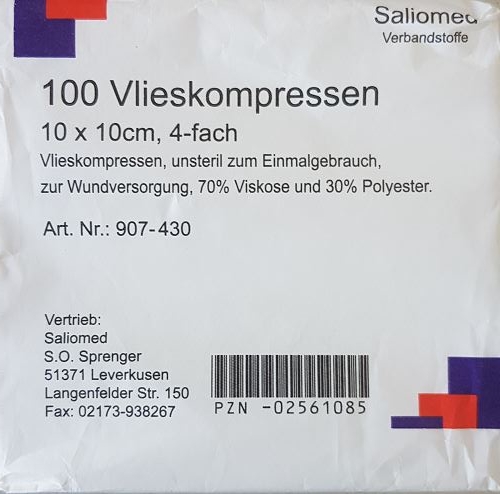 Saliomed
Verbandstoffe
100 Vlieskompressen
10 x 10cm, 4-fach
Vlieskompressen, unsteril zum Einmalgebrauch,
zur Wundversorgung, 70% Viskose und 30% Polyester.
Art. Nr.: 907-430
Vertrieb:
Saliomed
S.O. Sprenger
51371 Leverkusen
Langenfelder Str. 150
Fax: 02173-938267
PZN -02561085